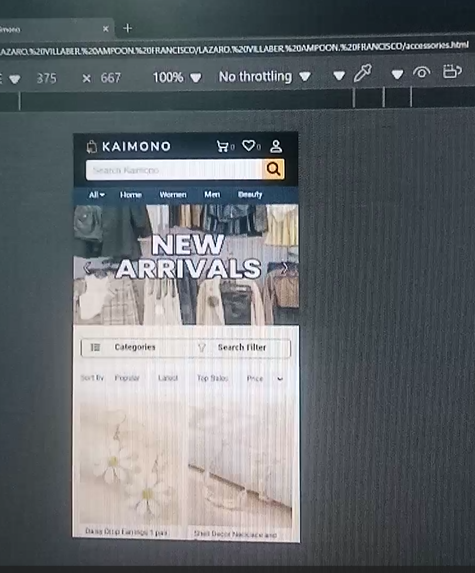 aimono × +
LAZARO.%20VILLABER.%20AMPOON.%20FRANCISCO/LAZARO.%20VILLABER.%20AMPOON.%20FRANCISCO/accessories.html
375 × 667 100% No throttling
KAIMONO 0 0
Search Kaimono
All Home Women Men Beauty
NEW
ARRIVALS
Categories Search Filter
Sort By Popular Latest Top Sales Price
Daisy Drop Earrings 1 pair Shell Decor Necklace and